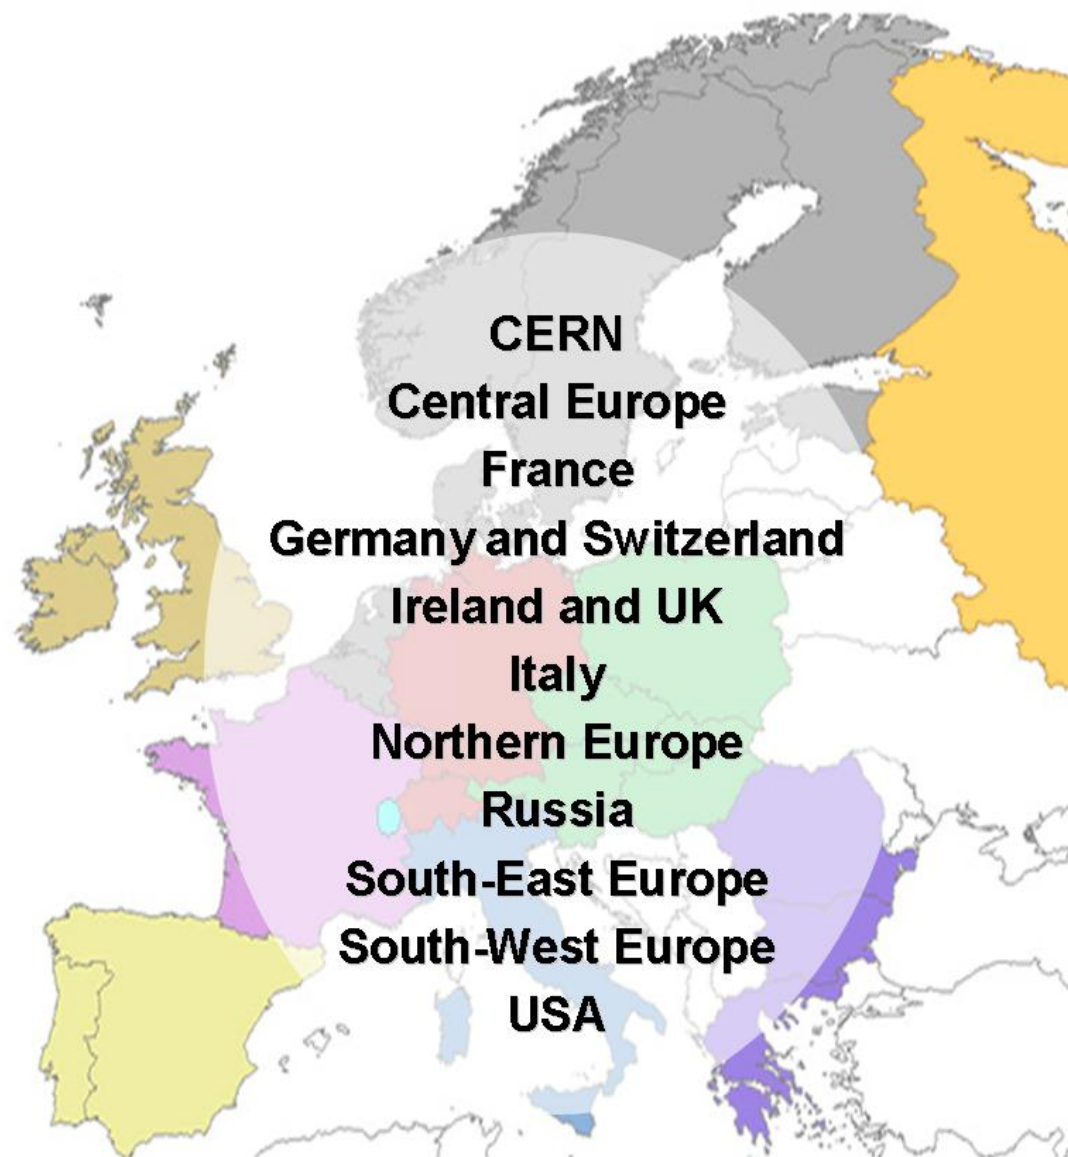 CERN
Central Europe
France
Germany and Switzerland
Ireland and UK
Italy
Northern Europe
Russia
South-East Europe
South-West Europe
USA